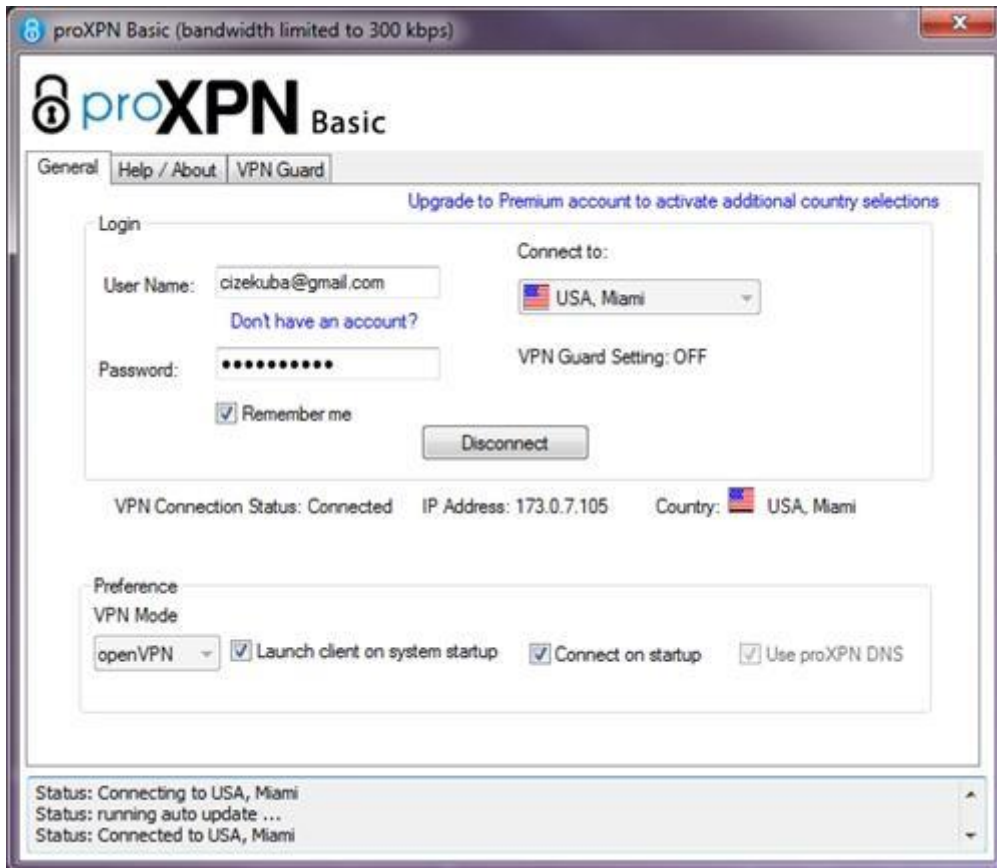 proXPN Basic (bandwidth limited to 300 kbps)
proXPN Basic
General Help / About VPN Guard
Upgrade to Premium account to activate additional country selections
Login
Connect to:
User Name: cizekuba@gmail.com
USA, Miami
Don't have an account?
VPN Guard Setting: OFF
Password: ••••••••••
Remember me
Disconnect
VPN Connection Status: Connected IP Address: 173.0.7.105 Country: USA, Miami
Preference
VPN Mode
openVPN Launch client on system startup Connect on startup Use proXPN DNS
Status: Connecting to USA, Miami
Status: running auto update ...
Status: Connected to USA, Miami